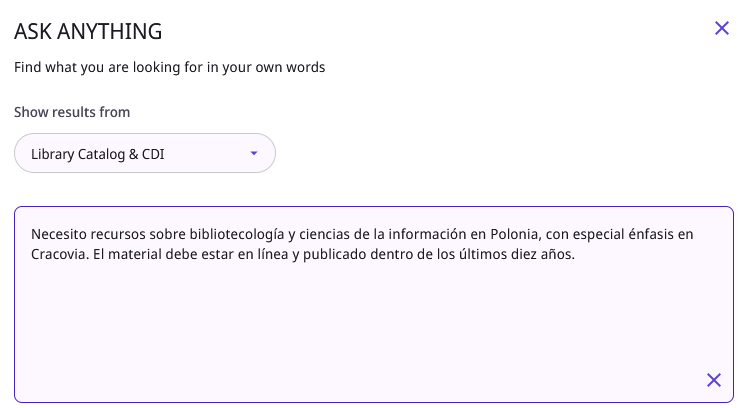 ASK ANYTHING
Find what you are looking for in your own words
Show results from
Library Catalog & CDI
Necesito recursos sobre bibliotecología y ciencias de la información en Polonia, con especial énfasis en
Cracovia. El material debe estar en línea y publicado dentro de los últimos diez años.